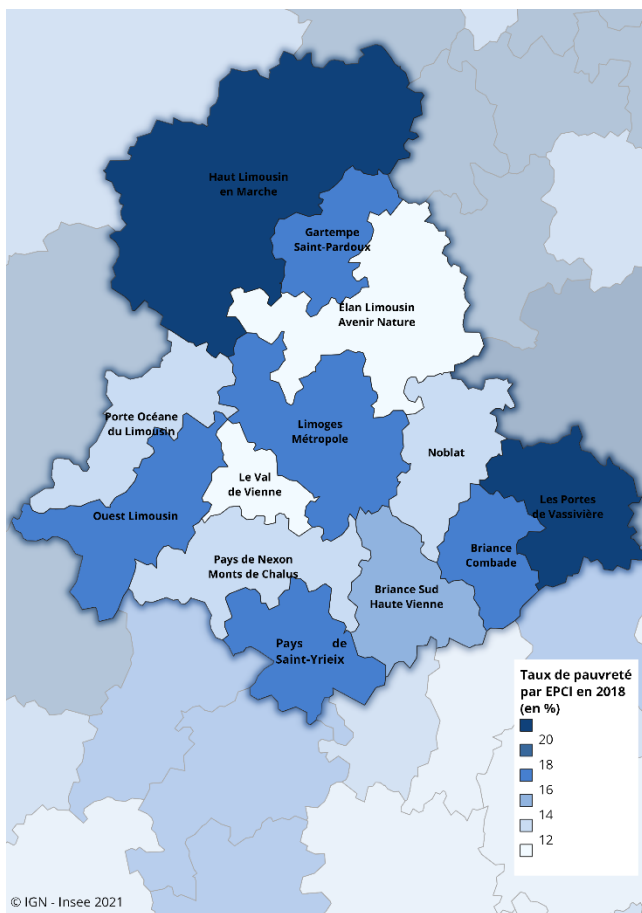 Haut Limousin
en Marche
Gartempe
Saint-Pardoux
Élan Limousin
Avenir Nature
Porte Océane
du Limousin
Limoges
Métropole
Noblat
Le Val
de Vienne
Les Portes
de Vassivière
Ouest Limousin
Briance
Combade
Pays de Nexon
Monts de Chalus
Briance Sud
Haute Vienne
Pays de
Saint-Yrieix
Taux de pauvreté
par EPCI en 2018
(en %)
20
18
16
14
12
© IGN - Insee 2021